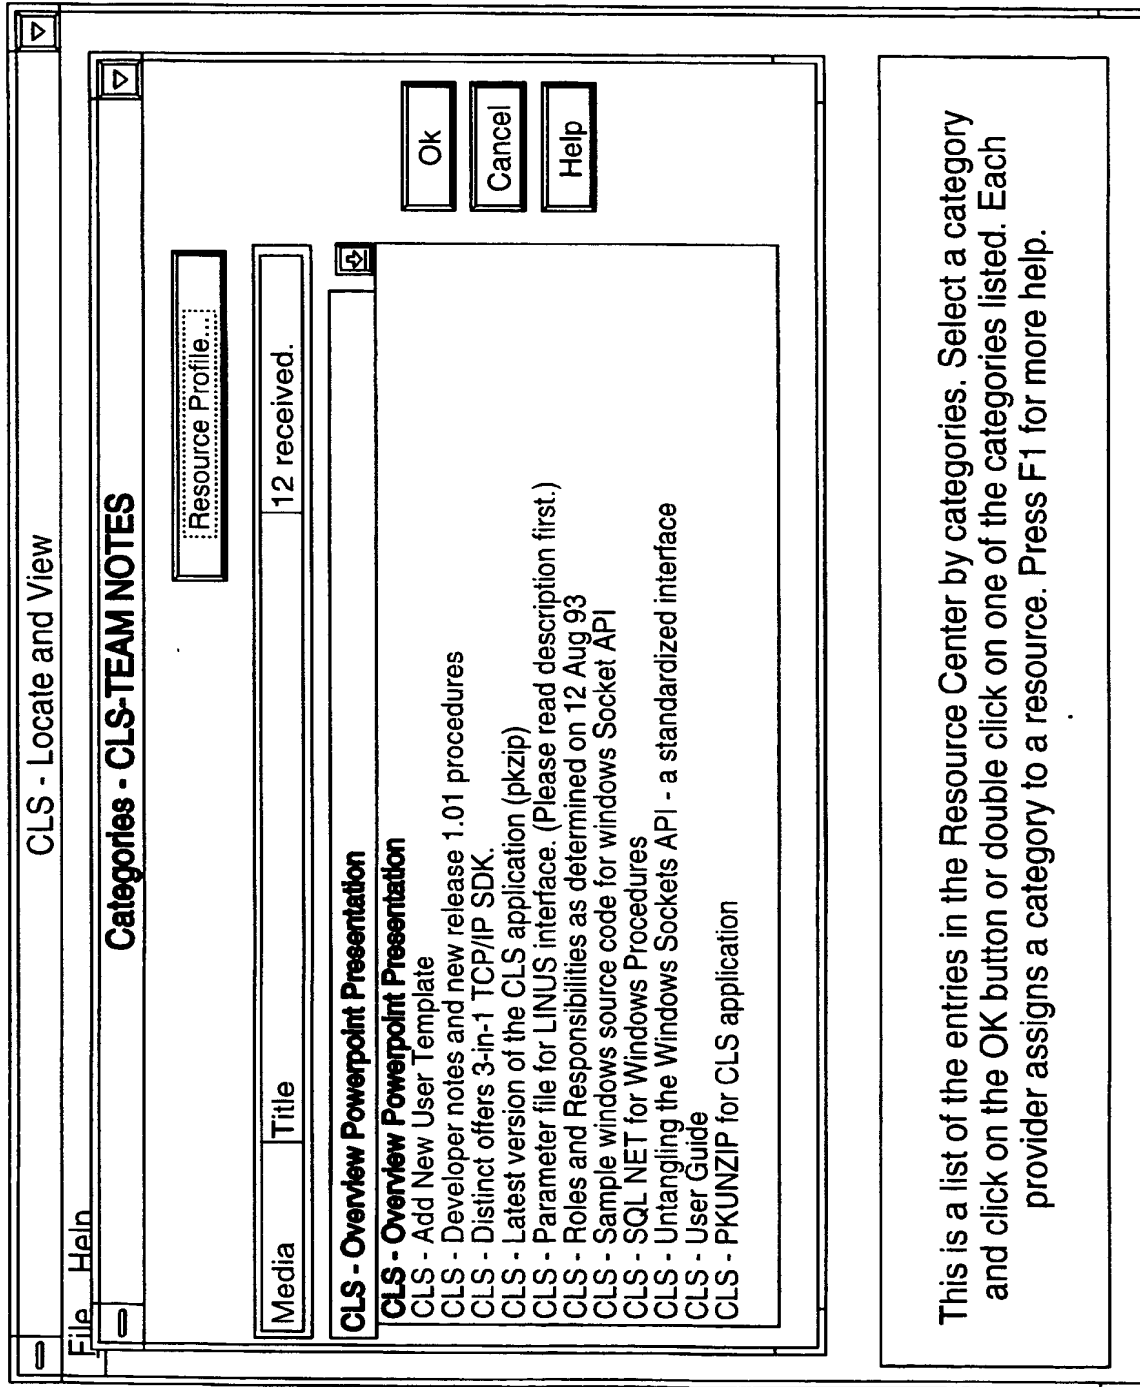 CLS - Locate and View
File Help
Categories - CLS-TEAM NOTES
Resource Profile...
Media Title 12 received.
CLS - Overview Powerpoint Presentation
CLS - Overview Powerpoint Presentation
CLS - Add New User Template
CLS - Developer notes and new release 1.01 procedures
CLS - Distinct offers 3-in-1 TCP/IP SDK.
CLS - Latest version of the CLS application (pkzip)
CLS - Parameter file for LINUS interface. (Please read description first.)
CLS - Roles and Responsibilities as determined on 12 Aug 93
CLS - Sample windows source code for windows Socket API
CLS - SQL NET for Windows Procedures
CLS - Untangling the Windows Sockets API - a standardized interface
CLS - User Guide
CLS - PKUNZIP for CLS application
Ok
Cancel
Help
This is a list of the entries in the Resource Center by categories. Select a category
and click on the OK button or double click on one of the categories listed. Each
provider assigns a category to a resource. Press F1 for more help.